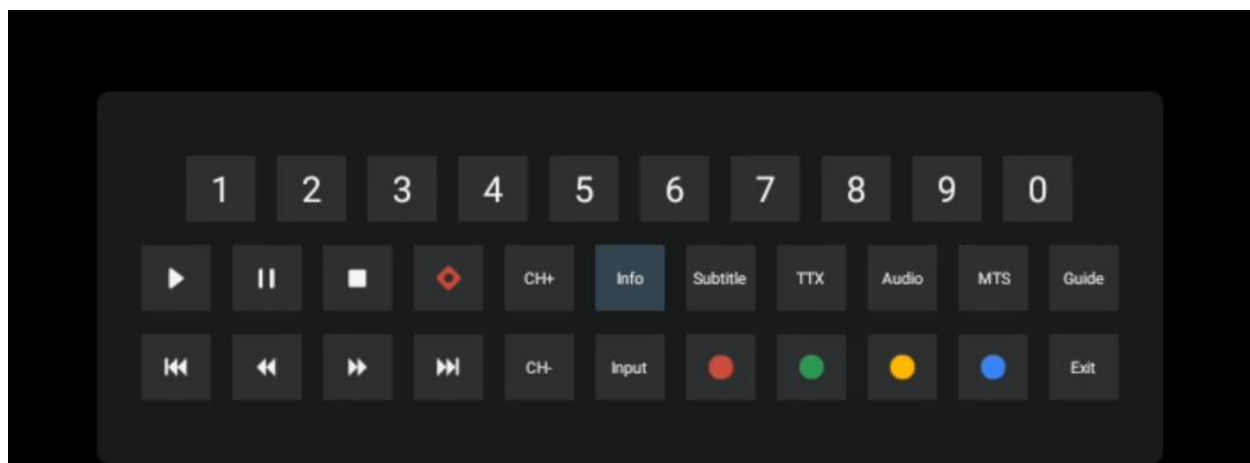 1 2 3 4 5 6 7 8 9 0
CH+ Info Subtitle TTX Audio MTS Guide
CH- Input Exit